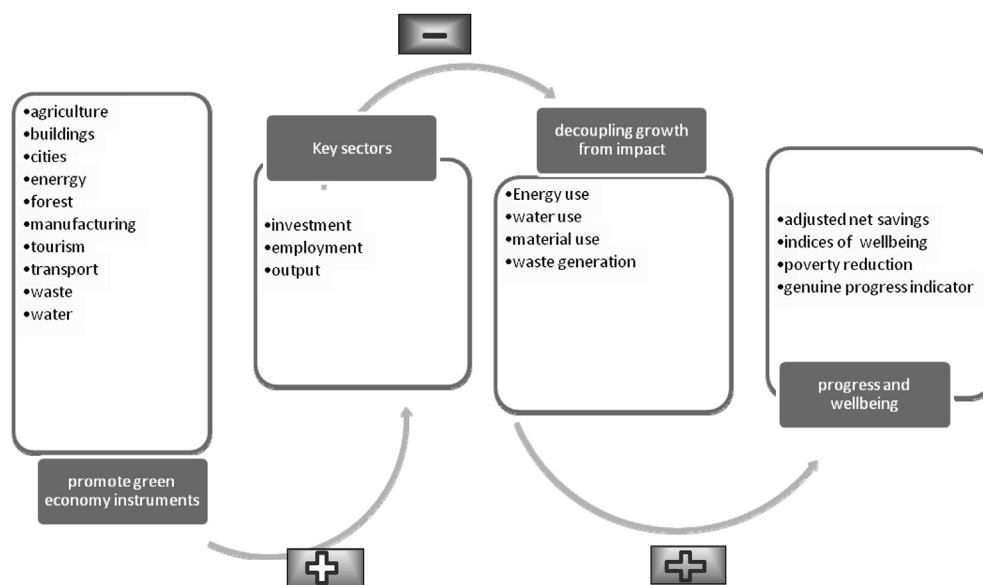 •agriculture
•buildings
•cities
•enerrgy
•forest
•manufacturing
•tourism
•transport
•waste
•water
promote green
economy instruments
Key sectors
•investment
•employment
•output
decoupling growth
from impact
•Energy use
•water use
•material use
•waste generation
•adjusted net savings
•indices of wellbeing
•poverty reduction
•genuine progress indicator
progress and
wellbeing